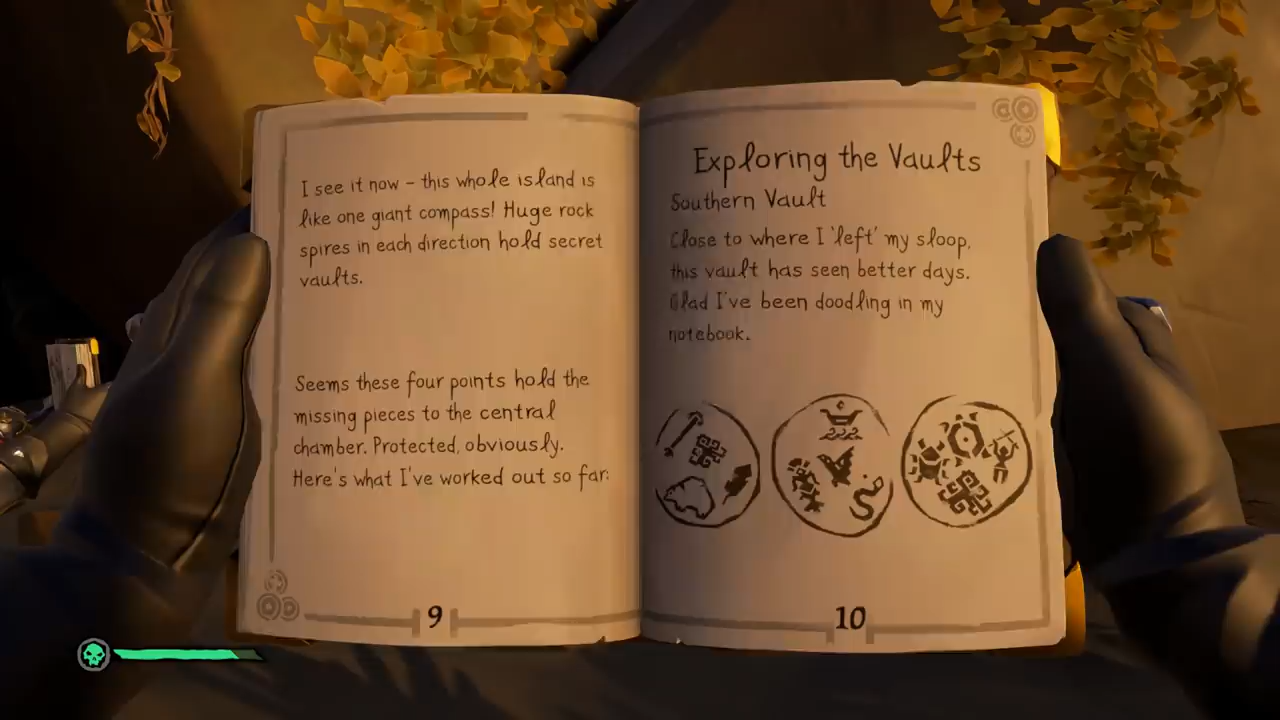 I see it now – this whole island is
like one giant compass! Huge rock
spires in each direction hold secret
vaults.
Seems these four points hold the
missing pieces to the central
chamber. Protected, obviously.
Here's what I've worked out so far:
9
Exploring the Vaults
Southern Vault
Close to where I 'left' my sloop,
this vault has seen better days.
Glad I've been doodling in my
notebook.
10